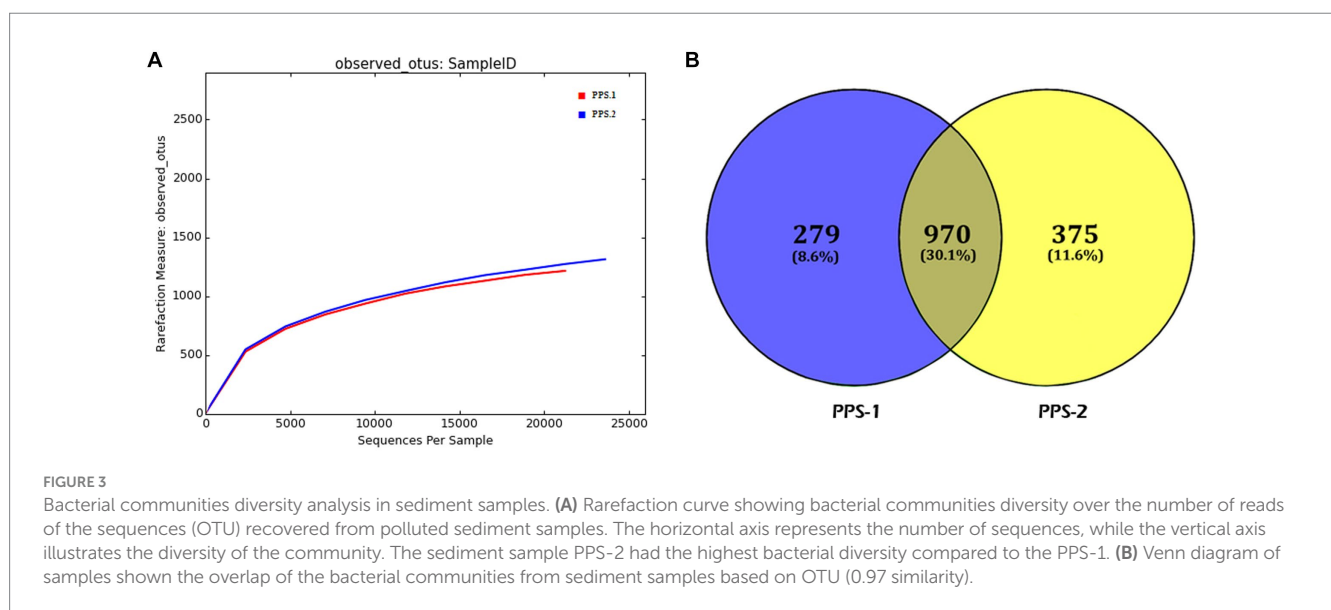 A
observed_otus: SampleID
PPS.1
PPS.2
Rarefaction Measure: observed_otus
2500
2000
1500
1000
500
0
0 5000 10000 15000 20000 25000
Sequences Per Sample
B
279
(8.6%)
970
(30.1%)
375
(11.6%)
PPS-1 PPS-2
FIGURE 3
Bacterial communities diversity analysis in sediment samples. (A) Rarefaction curve showing bacterial communities diversity over the number of reads
of the sequences (OTU) recovered from polluted sediment samples. The horizontal axis represents the number of sequences, while the vertical axis
illustrates the diversity of the community. The sediment sample PPS-2 had the highest bacterial diversity compared to the PPS-1. (B) Venn diagram of
samples shown the overlap of the bacterial communities from sediment samples based on OTU (0.97 similarity).